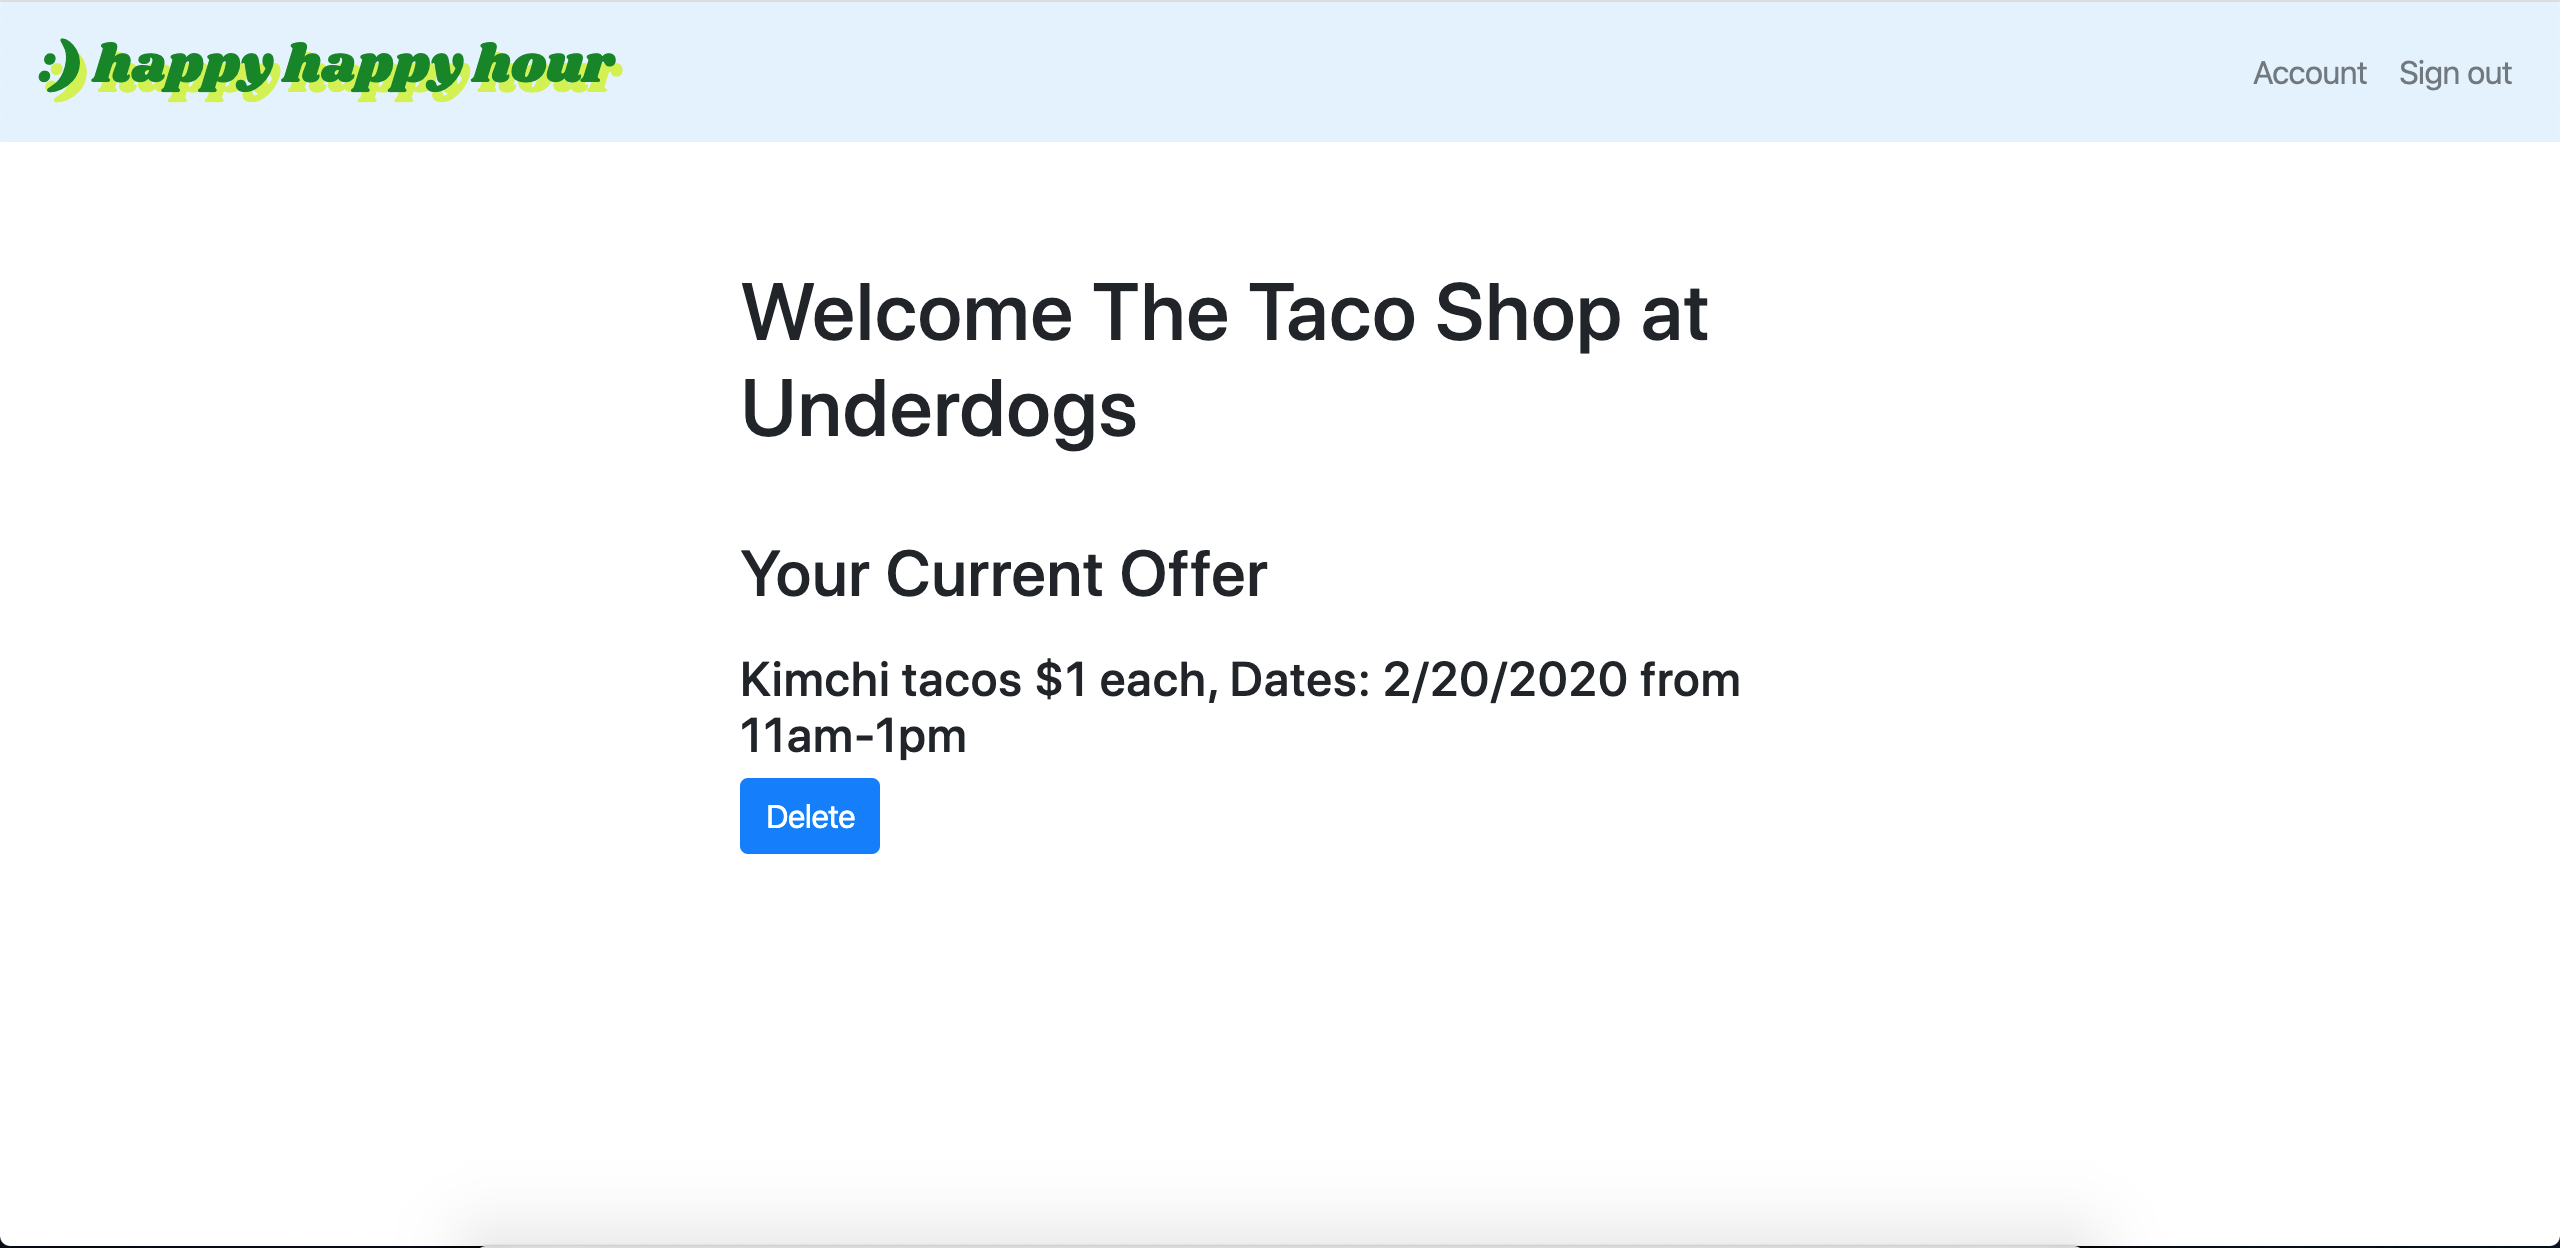 :) happy happy hour
Account Sign out
Welcome The Taco Shop at
Underdogs
Your Current Offer
Kimchi tacos $1 each, Dates: 2/20/2020 from
11am-1pm
Delete